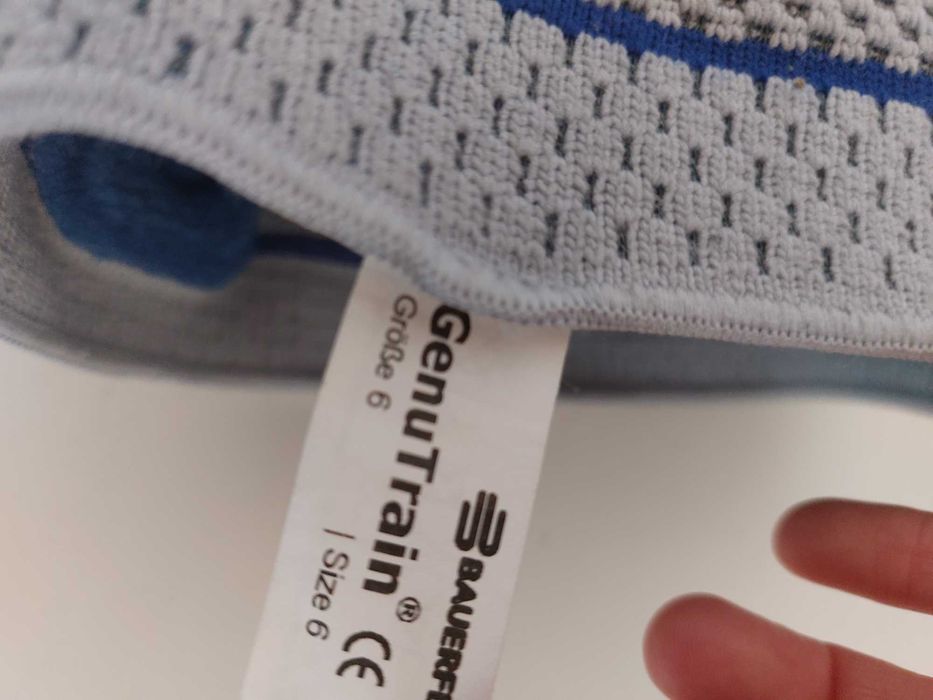 BAUERF
GenuTrain® CE
Größe 6 | Size 6